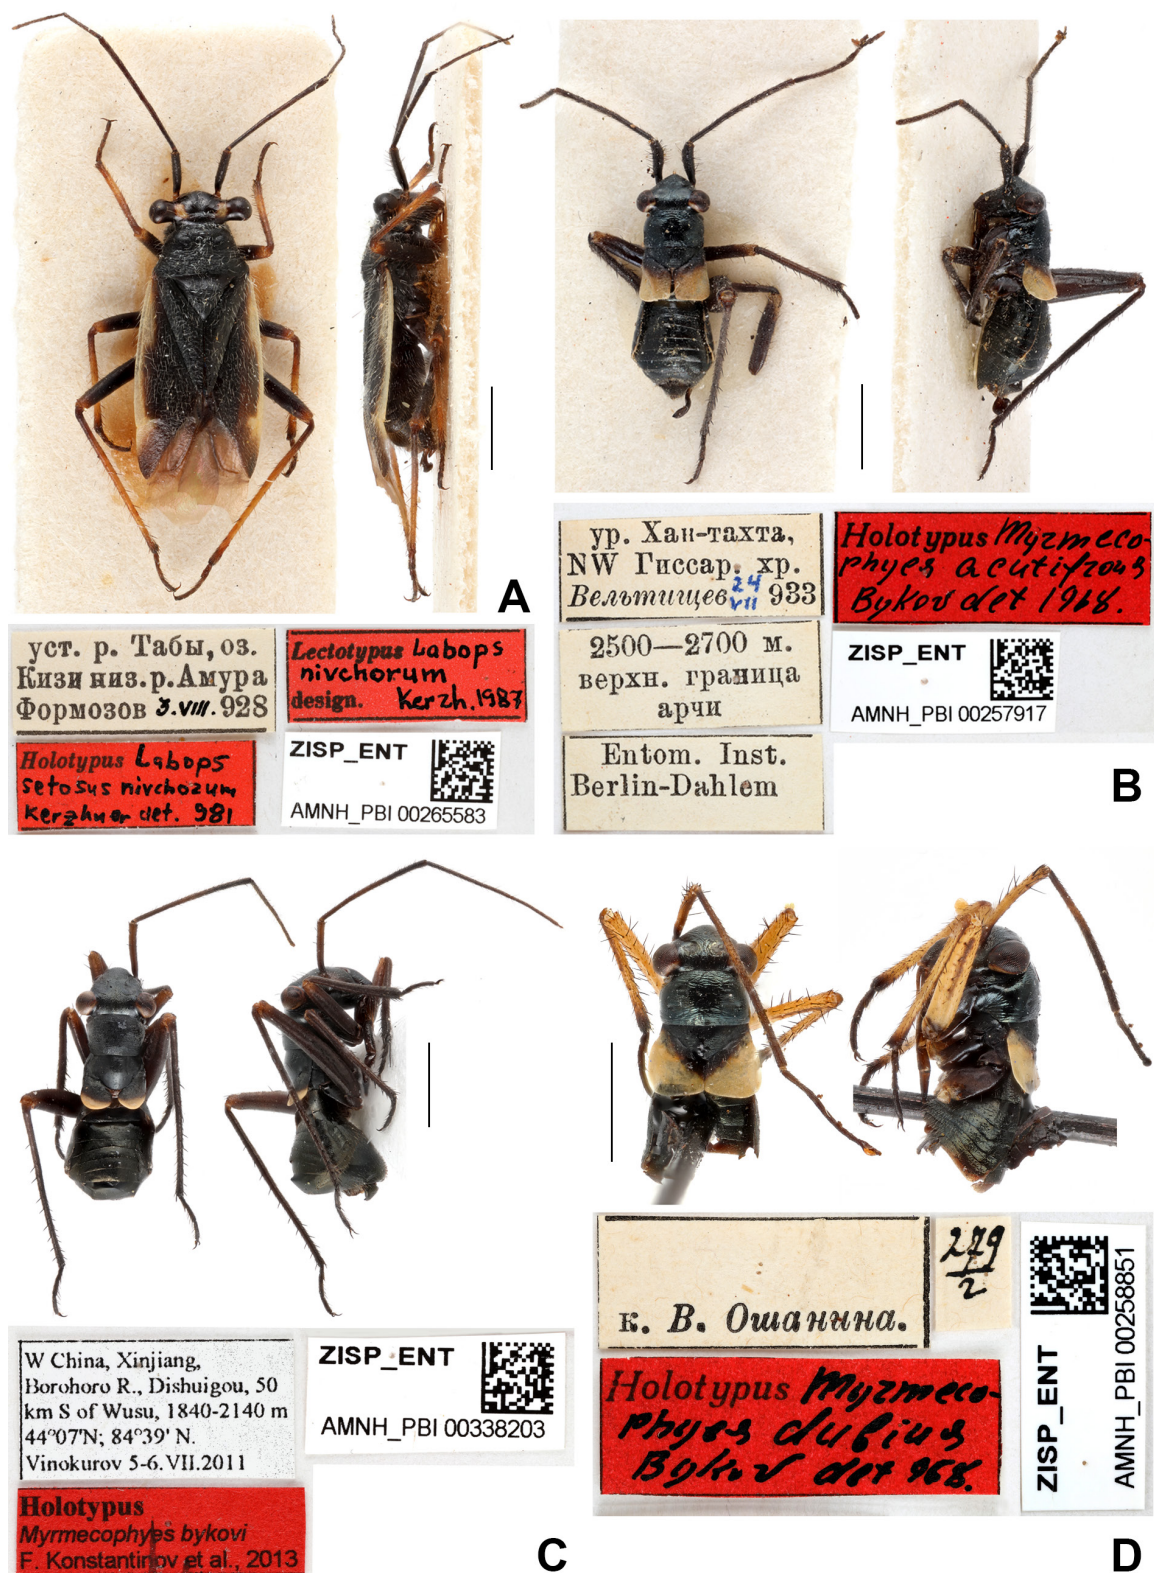 A
уст. р. Табы, оз.
Кизи низ. р. Амура
Формозов 3.VIII. 928
Lectotypus Labops
nivchorum
design. Kerzh. 1987
Holotypus Labops
setosus nivchorum
Kerzhner det. 981
ZISP_ENT
AMNH_PBI 00265583
ур. Хан-тахта,
NW Гиссар. хр.
Вельтищев 24 VII 933
2500—2700 м.
верхн. граница
арчи
Entom. Inst.
Berlin-Dahlem
Holotypus Myrmeco-
phyes acutifrons
Bykov det 1968.
ZISP_ENT
AMNH_PBI 00257917
B
W China, Xinjiang,
Borohoro R., Dishuigou, 50
km S of Wusu, 1840-2140 m
44°07'N; 84°39' N.
Vinokurov 5-6.VII.2011
Holotypus
Myrmecophyes bykovi
F. Konstantinov et al., 2013
ZISP_ENT
AMNH_PBI 00338203
C
к. В. Ошанина.
279
2
Holotypus Myrmeco-
phyes dubius
Bykov det 968.
ZISP_ENT
AMNH_PBI 00258851
D